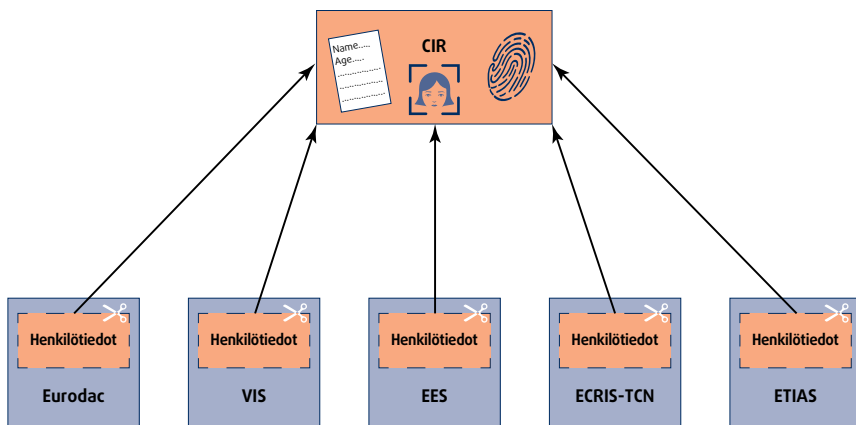 CIR
Name....
Age.....
Henkilötiedot
Henkilötiedot
Henkilötiedot
Henkilötiedot
Henkilötiedot
Eurodac
VIS
EES
ECRIS-TCN
ETIAS